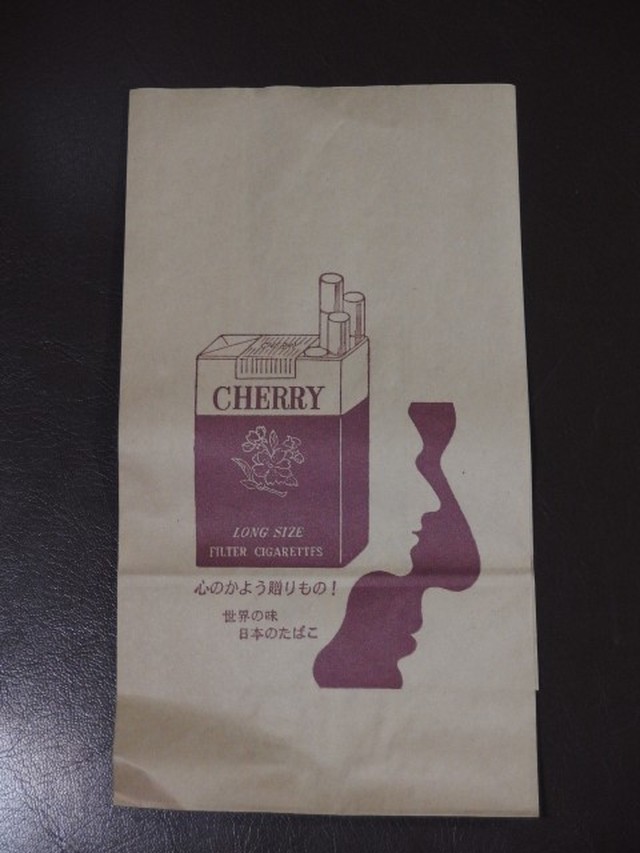 CHERRY
LONG SIZE
FILTER CIGARETTES
心のかよう贈りもの!
世界の味
日本のたばこ